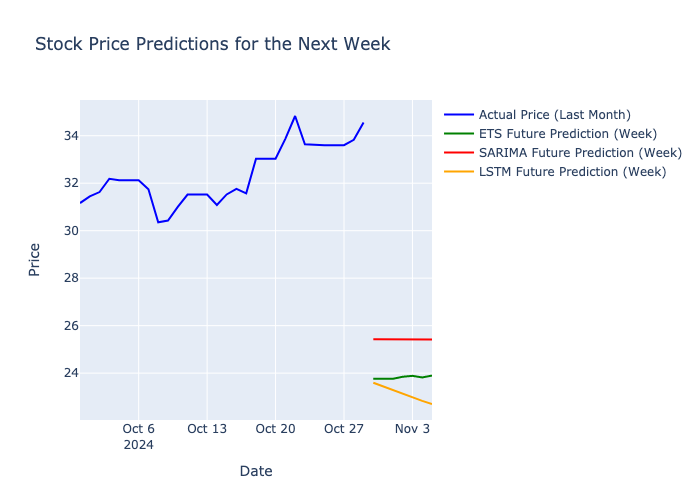 Stock Price Predictions for the Next Week
Actual Price (Last Month)
ETS Future Prediction (Week)
SARIMA Future Prediction (Week)
LSTM Future Prediction (Week)
Price
34
32
30
28
26
24
Oct 6
2024
Oct 13
Oct 20
Oct 27
Nov 3
Date